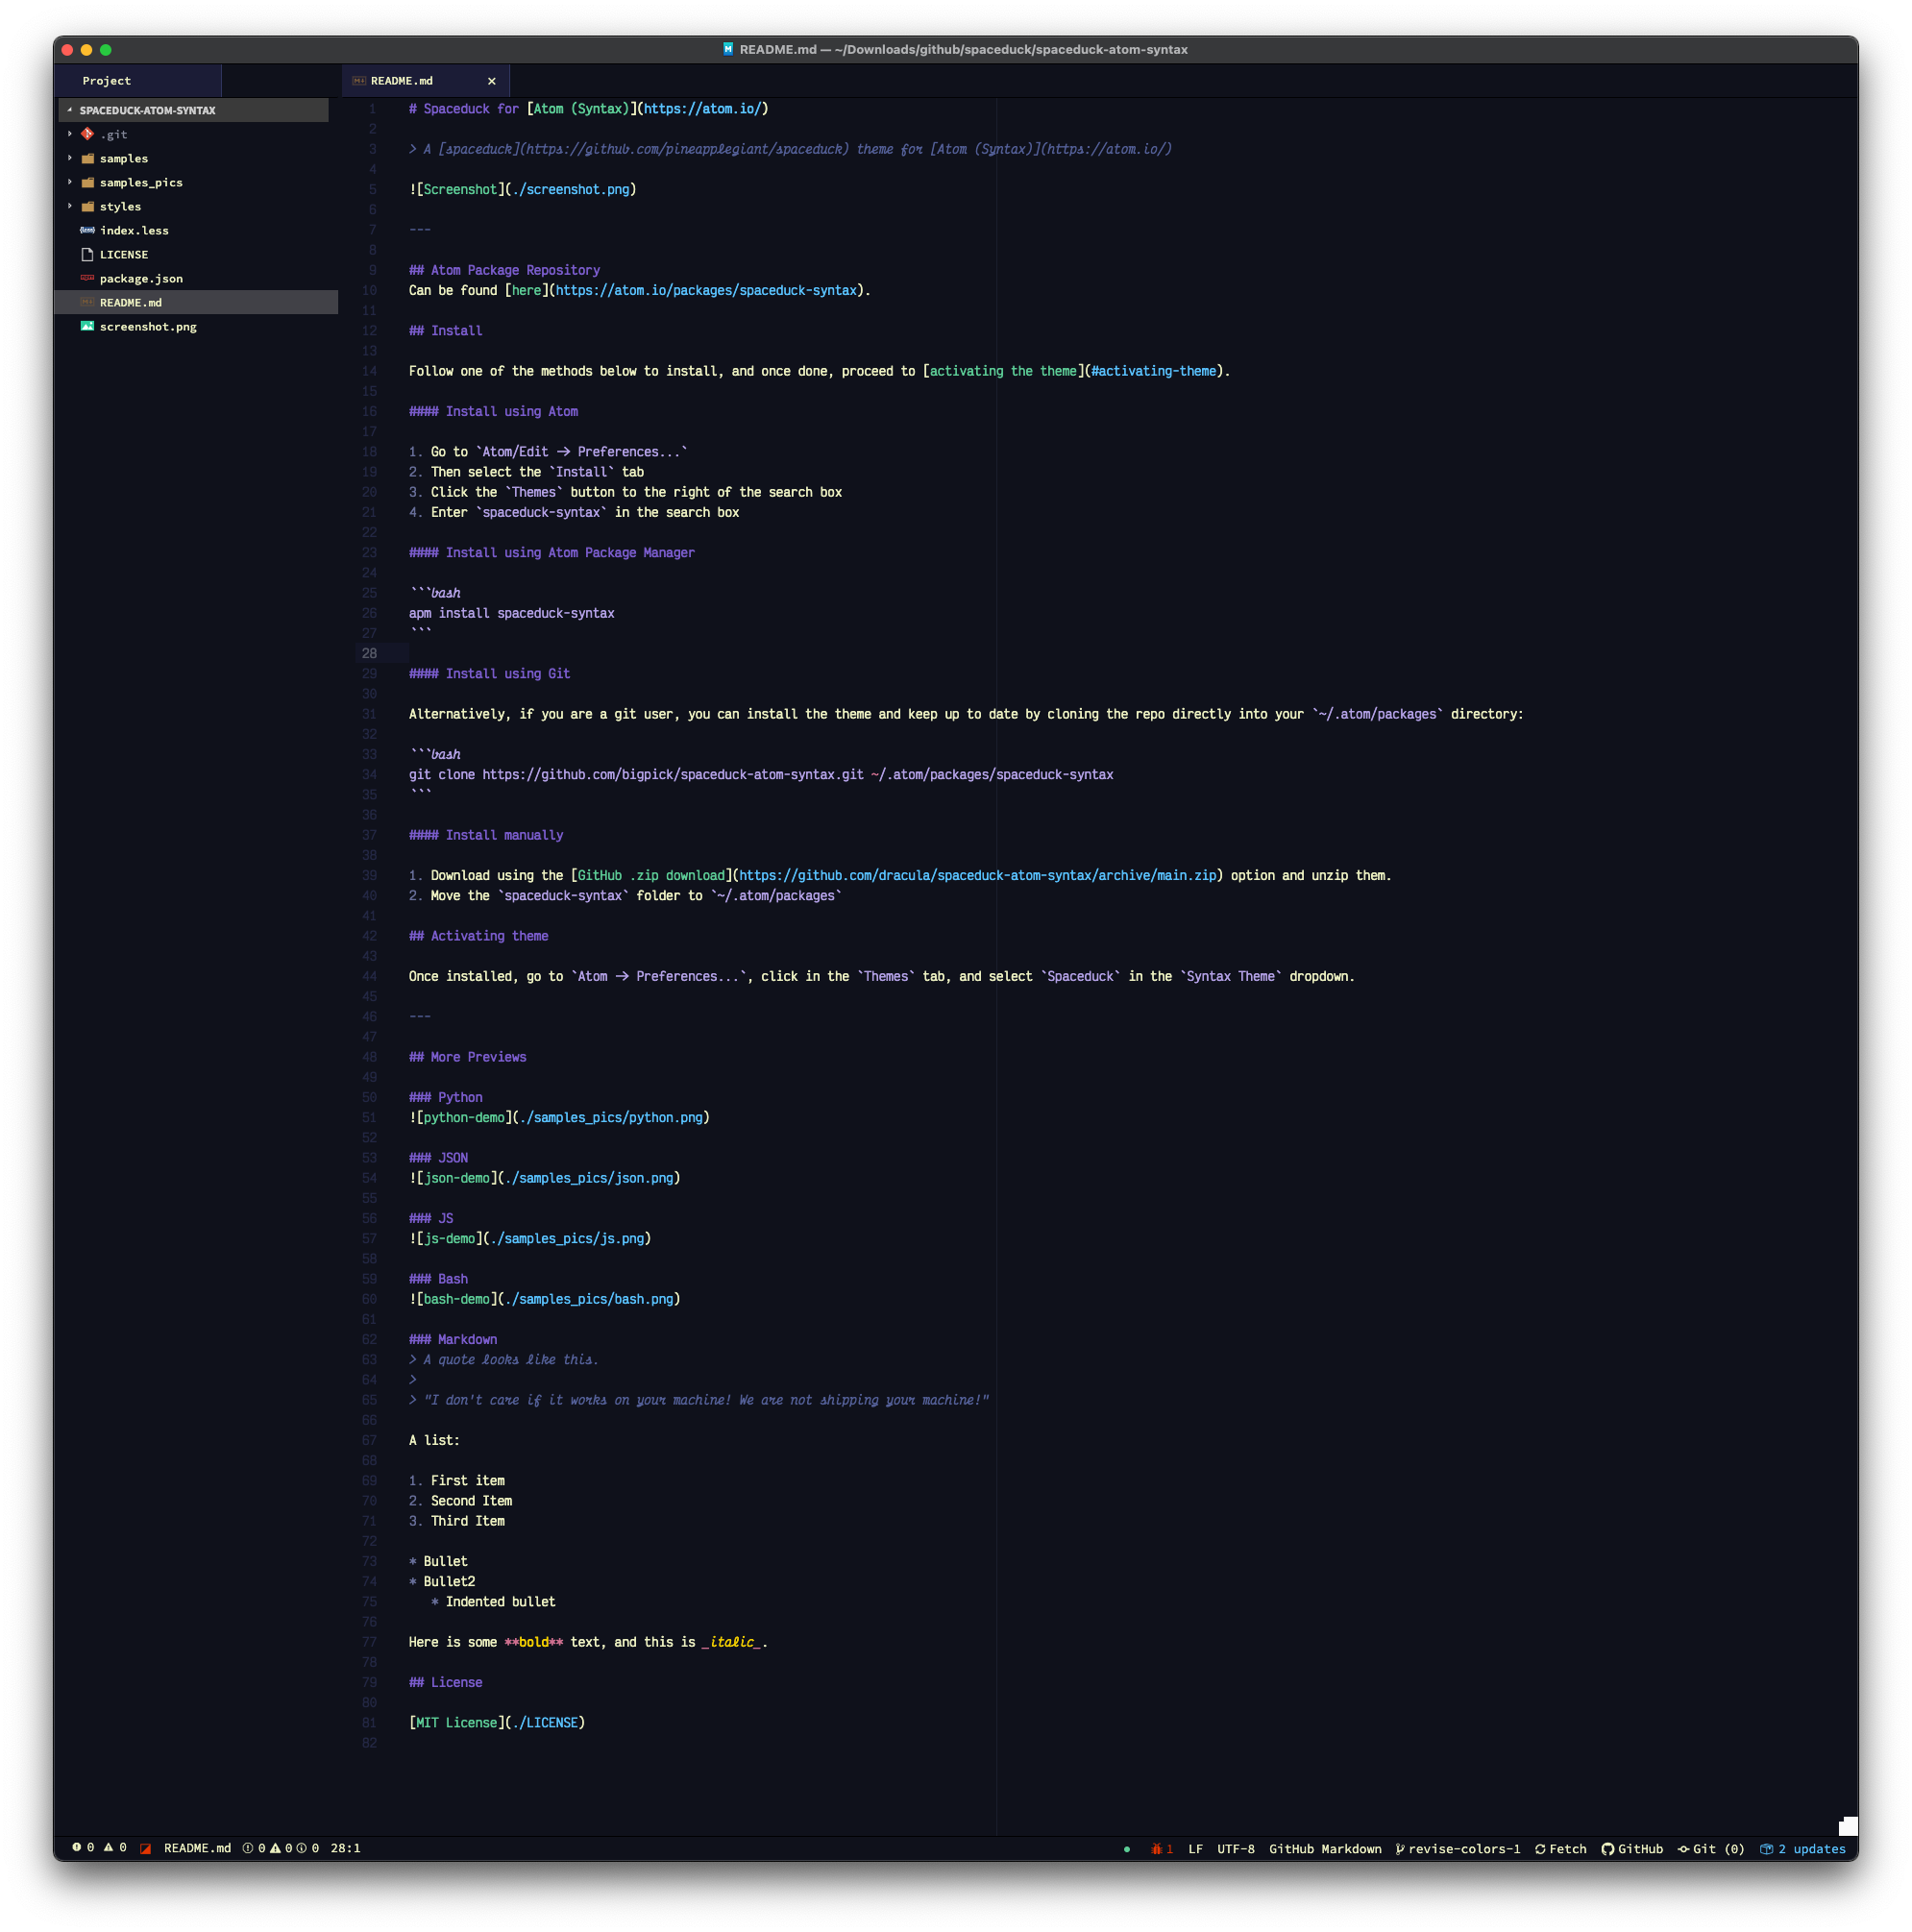 README.md — ~/Downloads/github/spaceduck/spaceduck-atom-syntax
Project
README.md
SPACEDUCK-ATOM-SYNTAX
.git
samples
samples_pics
styles
index.less
LICENSE
package.json
README.md
screenshot.png
1 # Spaceduck for [Atom (Syntax)](https://atom.io/)
2
3 > A [spaceduck](https://github.com/pineapplegiant/spaceduck) theme for [Atom (Syntax)](https://atom.io/)
4
5 ![Screenshot](./screenshot.png)
6
7 ---
8
9 ## Atom Package Repository
10 Can be found [here](https://atom.io/packages/spaceduck-syntax).
11
12 ## Install
13
14 Follow one of the methods below to install, and once done, proceed to [activating the theme](#activating-theme).
15
16 #### Install using Atom
17
18 1. Go to `Atom/Edit -> Preferences...`
19 2. Then select the `Install` tab
20 3. Click the `Themes` button to the right of the search box
21 4. Enter `spaceduck-syntax` in the search box
22
23 #### Install using Atom Package Manager
24
25 ```bash
26 apm install spaceduck-syntax
27 ```
28
29 #### Install using Git
30
31 Alternatively, if you are a git user, you can install the theme and keep up to date by cloning the repo directly into your `~/.atom/packages` directory:
32
33 ```bash
34 git clone https://github.com/bigpick/spaceduck-atom-syntax.git ~/.atom/packages/spaceduck-syntax
35 ```
36
37 #### Install manually
38
39 1. Download using the [GitHub .zip download](https://github.com/dracula/spaceduck-atom-syntax/archive/main.zip) option and unzip them.
40 2. Move the `spaceduck-syntax` folder to `~/.atom/packages`
41
42 ## Activating theme
43
44 Once installed, go to `Atom -> Preferences...`, click in the `Themes` tab, and select `Spaceduck` in the `Syntax Theme` dropdown.
45
46 ---
47
48 ## More Previews
49
50 ### Python
51 ![python-demo](./samples_pics/python.png)
52
53 ### JSON
54 ![json-demo](./samples_pics/json.png)
55
56 ### JS
57 ![js-demo](./samples_pics/js.png)
58
59 ### Bash
60 ![bash-demo](./samples_pics/bash.png)
61
62 ### Markdown
63 > A quote looks like this.
64 >
65 > "I don't care if it works on your machine! We are not shipping your machine!"
66
67 A list:
68
69 1. First item
70 2. Second Item
71 3. Third Item
72
73 * Bullet
74 * Bullet2
75 * Indented bullet
76
77 Here is some **bold** text, and this is _italic_.
78
79 ## License
80
81 [MIT License](./LICENSE)
82
0 0 README.md 0 0 0 28:1 1 LF UTF-8 GitHub Markdown revise-colors-1 Fetch GitHub Git (0) 2 updates